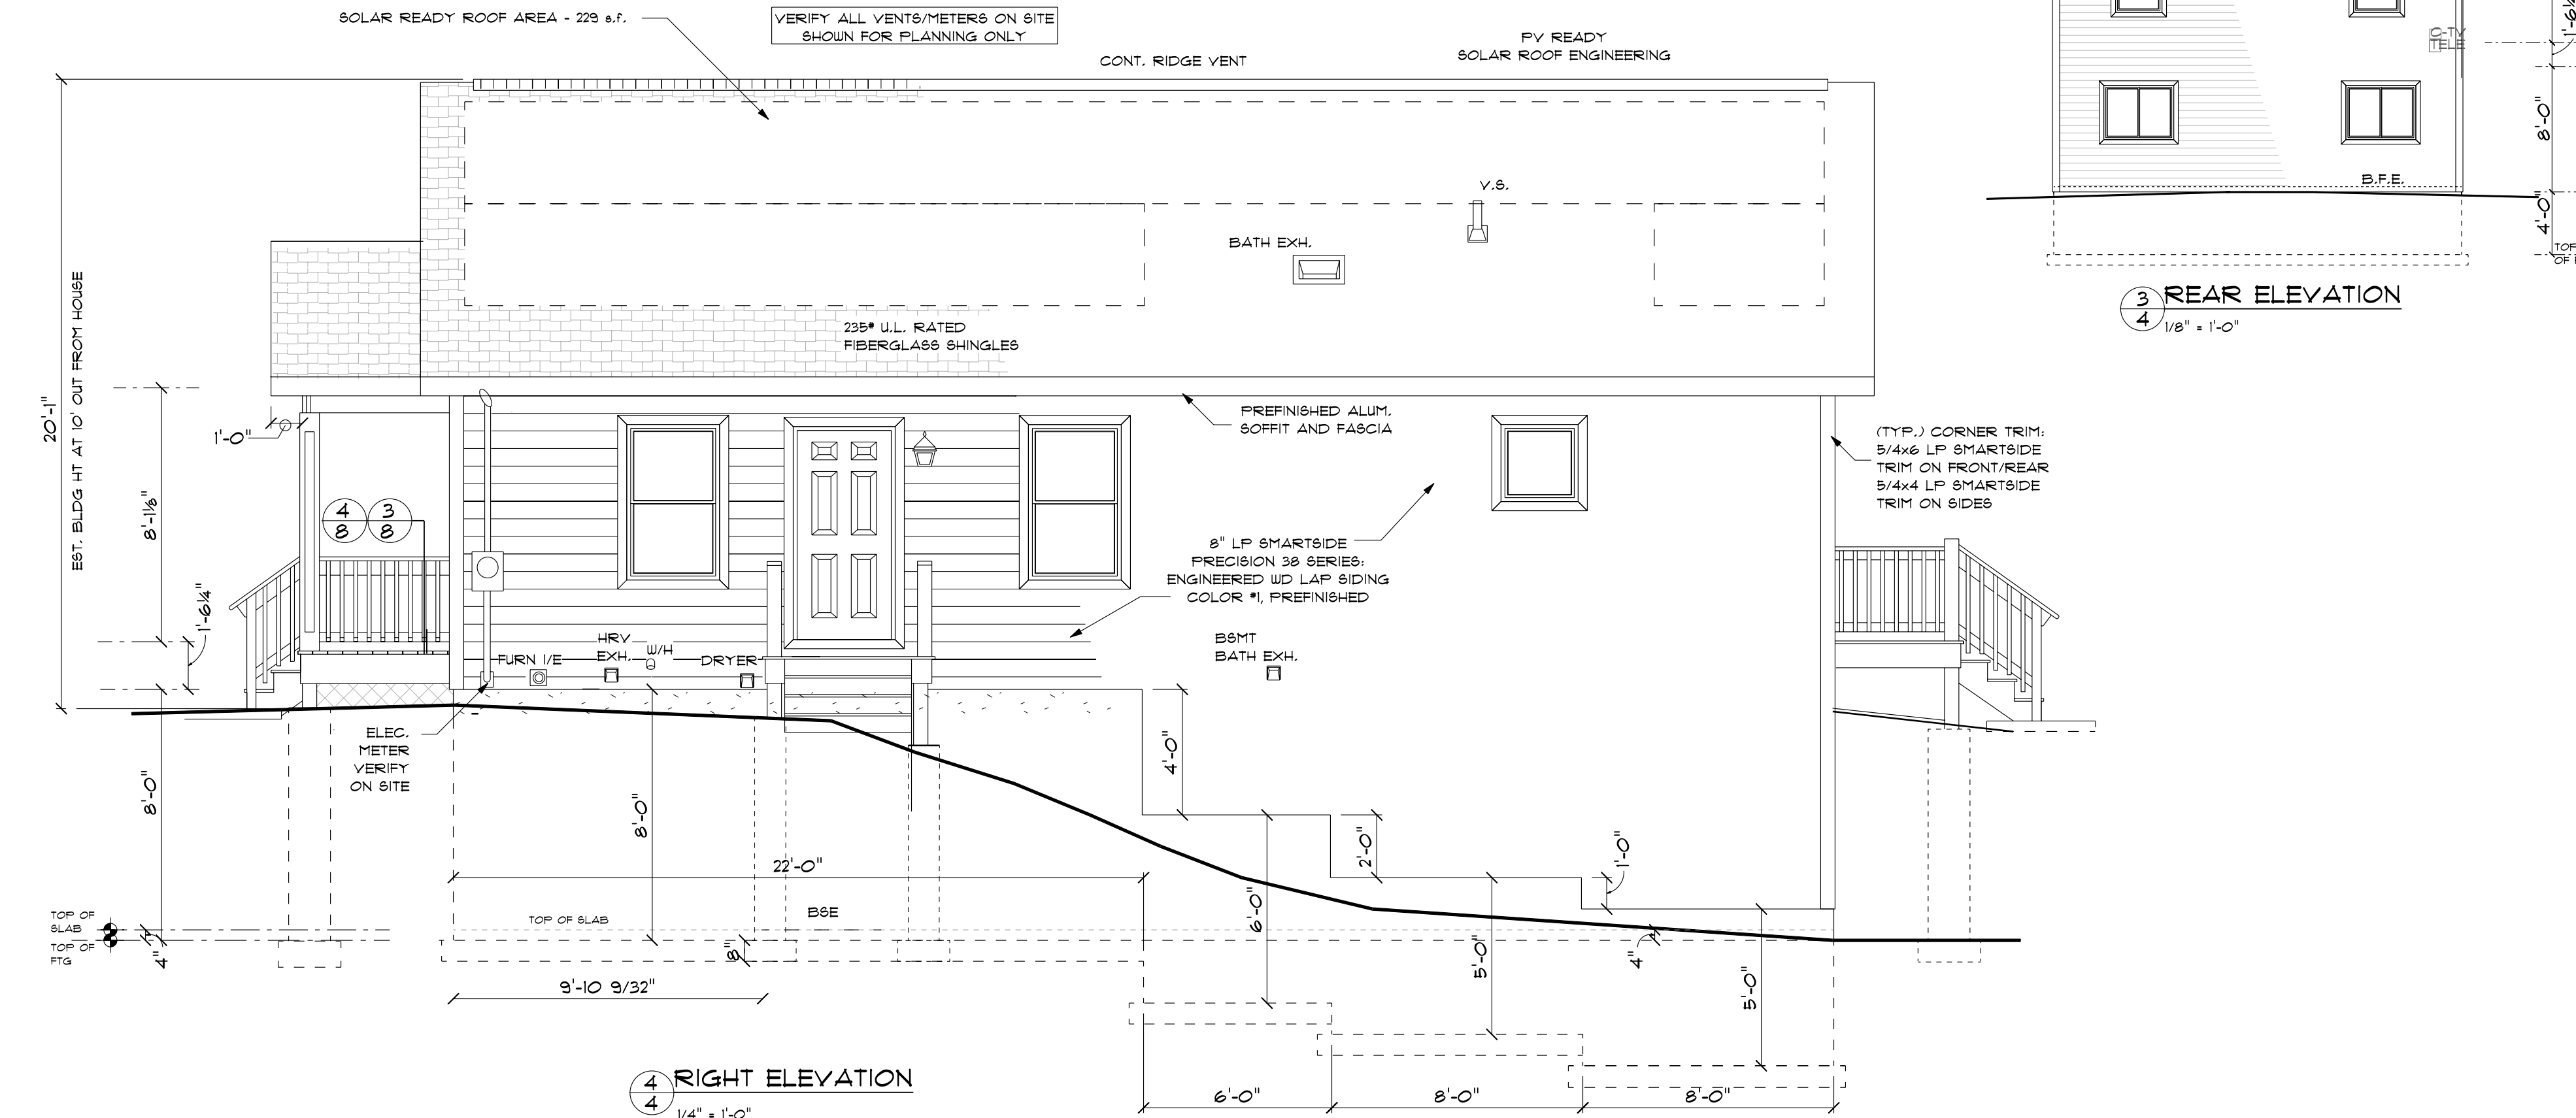 SOLAR READY ROOF AREA - 229 s.f.
VERIFY ALL VENTS/METERS ON SITE
SHOWN FOR PLANNING ONLY
CONT. RIDGE VENT
PV READY
SOLAR ROOF ENGINEERING
V.S.
BATH EXH.
235# U.L. RATED
FIBERGLASS SHINGLES
20'-1"
EST. BLDG HT AT 10' OUT FROM HOUSE
1'-0"
8'-1⅛"
1'-6¼"
8'-0"
4 3
8 8
PREFINISHED ALUM.
SOFFIT AND FASCIA
(TYP.) CORNER TRIM:
5/4x6 LP SMARTSIDE
TRIM ON FRONT/REAR
5/4x4 LP SMARTSIDE
TRIM ON SIDES
8" LP SMARTSIDE
PRECISION 38 SERIES:
ENGINEERED WD LAP SIDING
COLOR #1, PREFINISHED
FURN I/E
HRV
EXH.
W/H
DRYER
BSMT
BATH EXH.
ELEC.
METER
VERIFY
ON SITE
8'-0"
22'-0"
4'-0"
2'-0"
1'-0"
6'-0"
5'-0"
4"
5'-0"
TOP OF
SLAB
TOP OF
FTG
4"
TOP OF SLAB
BSE
8"
9'-10 9/32"
6'-0"
8'-0"
8'-0"
4
4
RIGHT ELEVATION
1/4" = 1'-0"
C-TV
TELE
8'-0"
B.F.E.
4'-0"
3
4
REAR ELEVATION
1/8" = 1'-0"